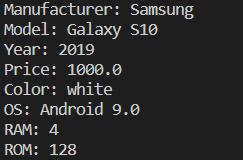 Manufacturer: Samsung
Model: Galaxy S10
Year: 2019
Price: 1000.0
Color: white
OS: Android 9.0
RAM: 4
ROM: 128